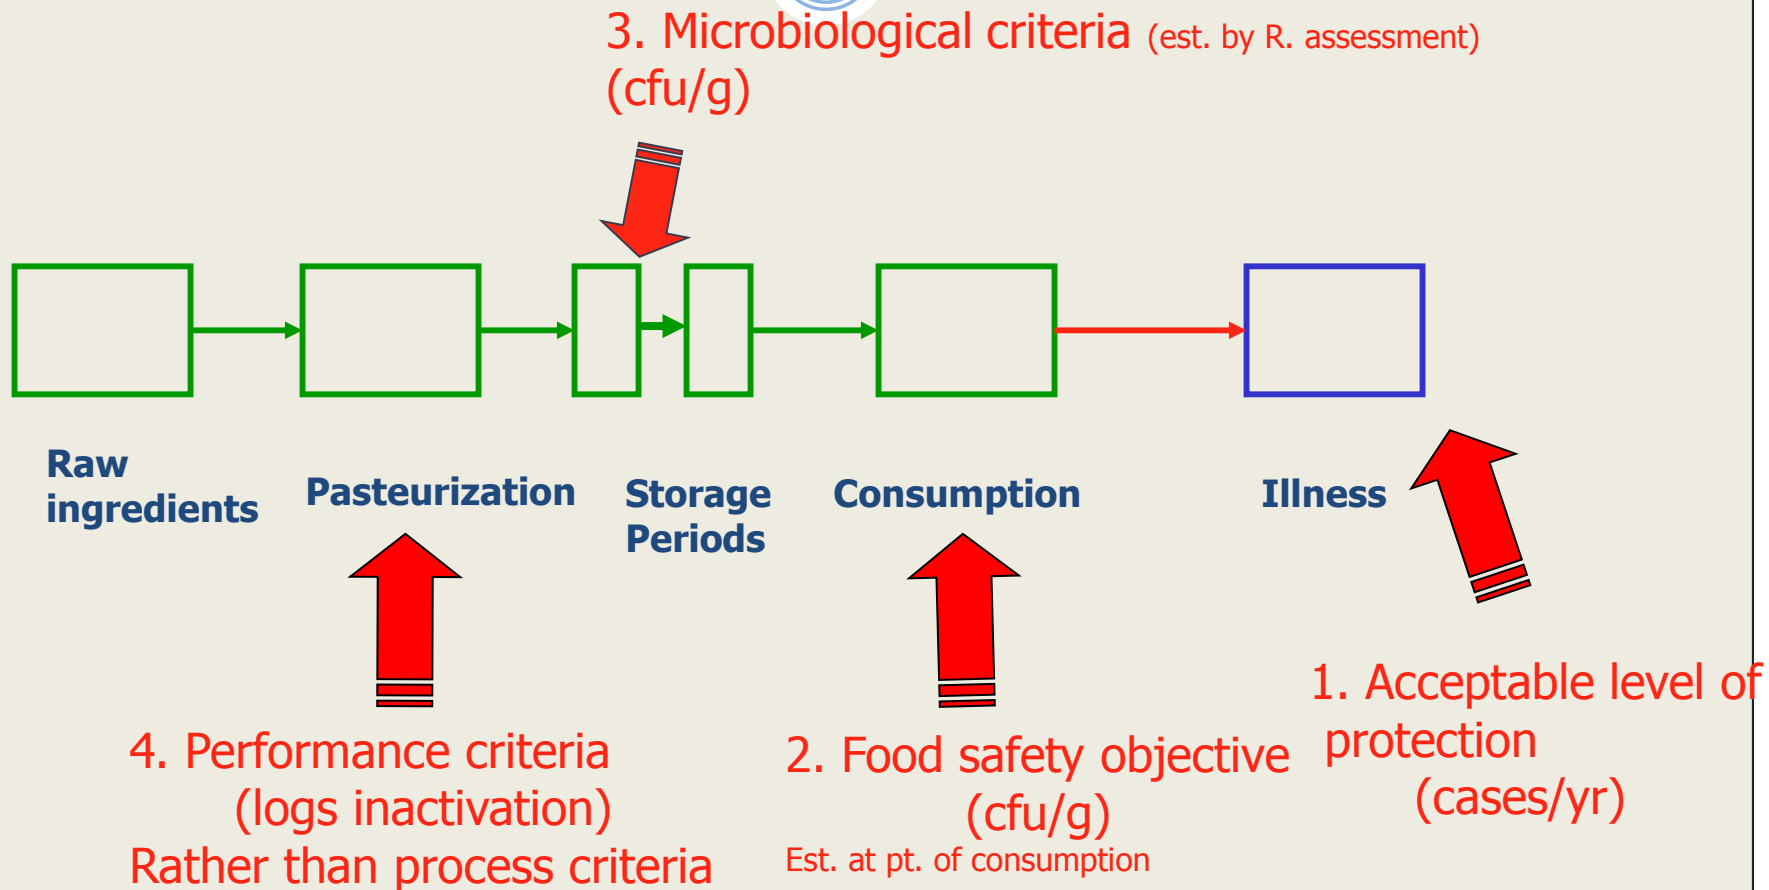 3. Microbiological criteria (est. by R. assessment)
(cfu/g)
Raw
ingredients
Pasteurization
Storage
Periods
Consumption
Illness
4. Performance criteria
(logs inactivation)
Rather than process criteria
2. Food safety objective
(cfu/g)
Est. at pt. of consumption
1. Acceptable level of
protection
(cases/yr)